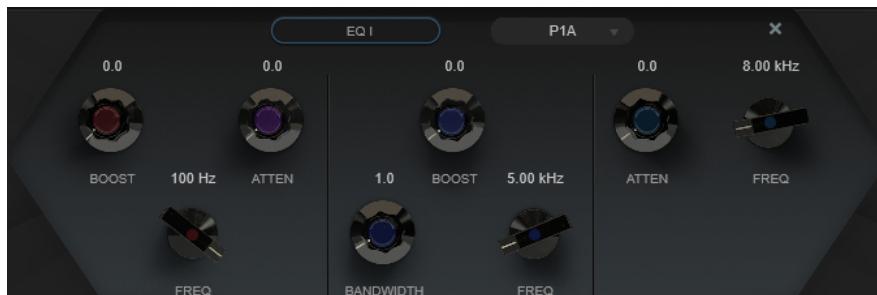 EQ I P1A ×
0.0 0.0 0.0 0.0 8.00 kHz
BOOST 100 Hz ATTEN 1.0 BOOST 5.00 kHz ATTEN FREQ
FREQ BANDWIDTH FREQ